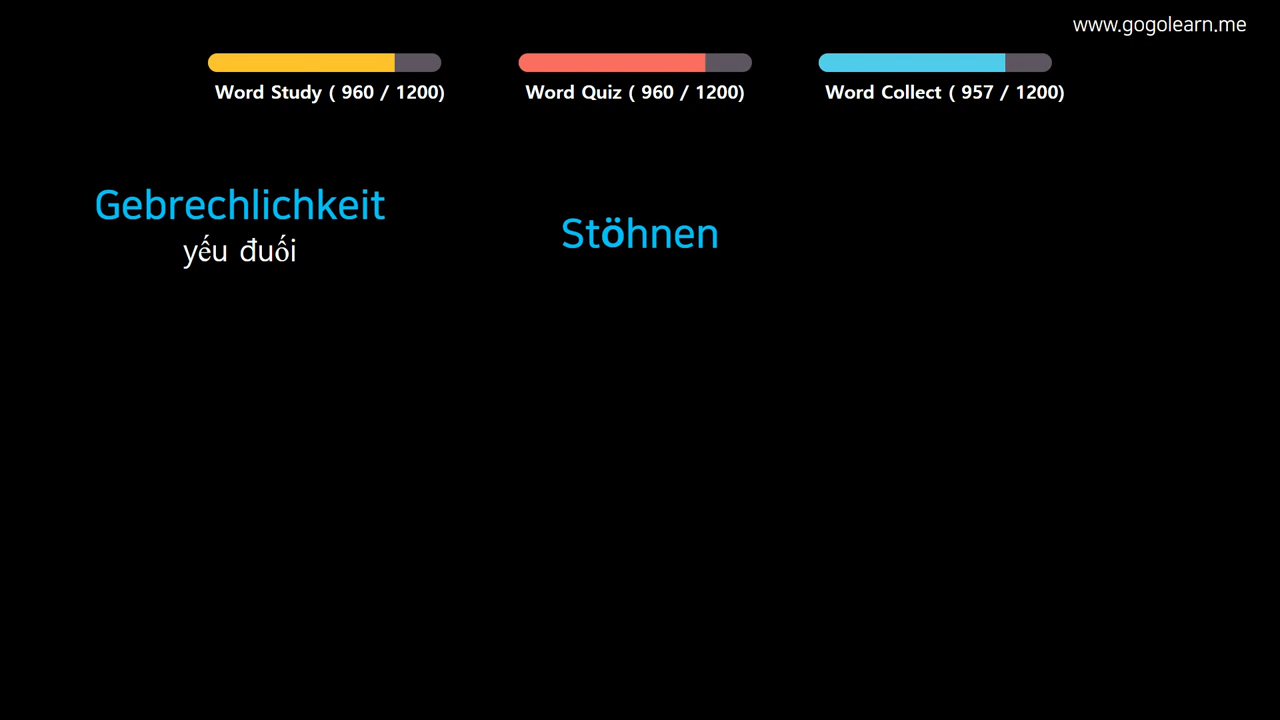 www.gogolearn.me
Word Study ( 960 / 1200)
Word Quiz ( 960 / 1200)
Word Collect ( 957 / 1200)
Gebrechlichkeit
yếu đuối
Stöhnen